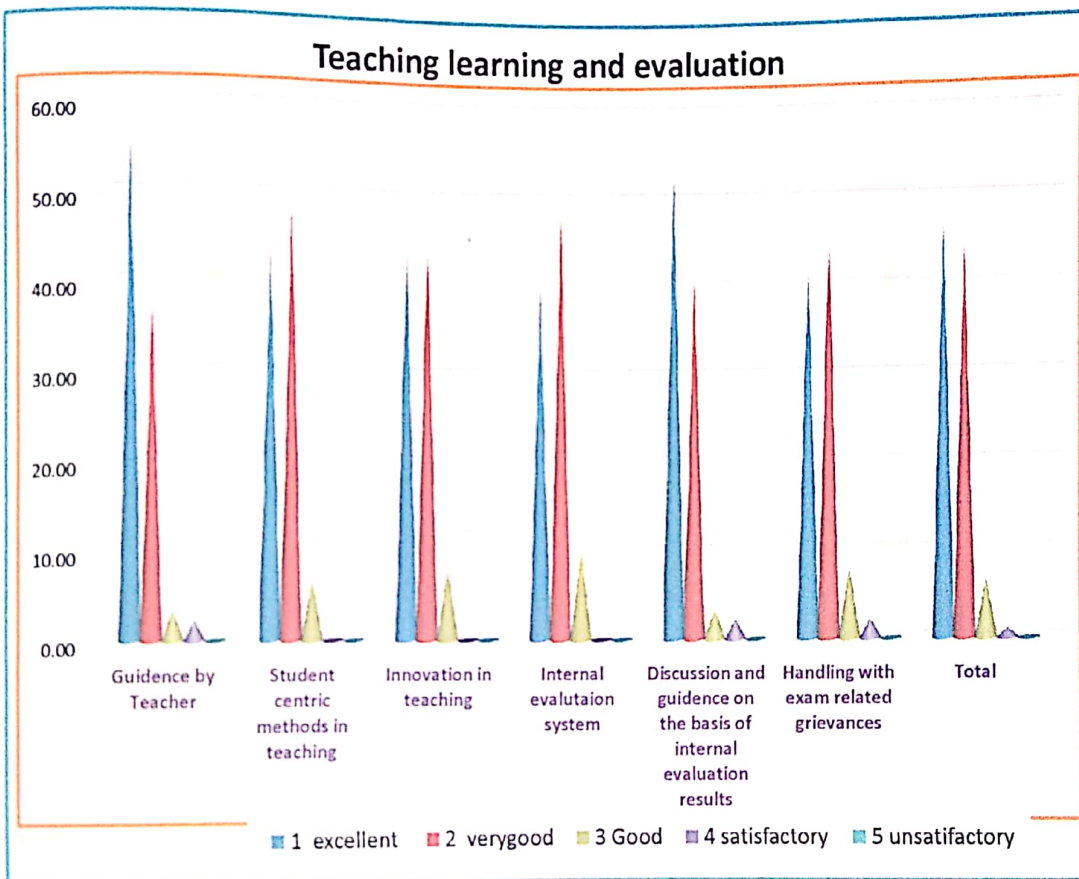 Teaching learning and evaluation
60.00
50.00
40.00
30.00
20.00
10.00
0.00
Guidence by
Teacher
Student
centric
methods in
teaching
Innovation in
teaching
Internal
evalutaion
system
Discussion and
guidence on
the basis of
internal
evaluation
results
Handling with
exam related
grievances
Total
1 excellent 2 verygood 3 Good 4 satisfactory 5 unsatifactory